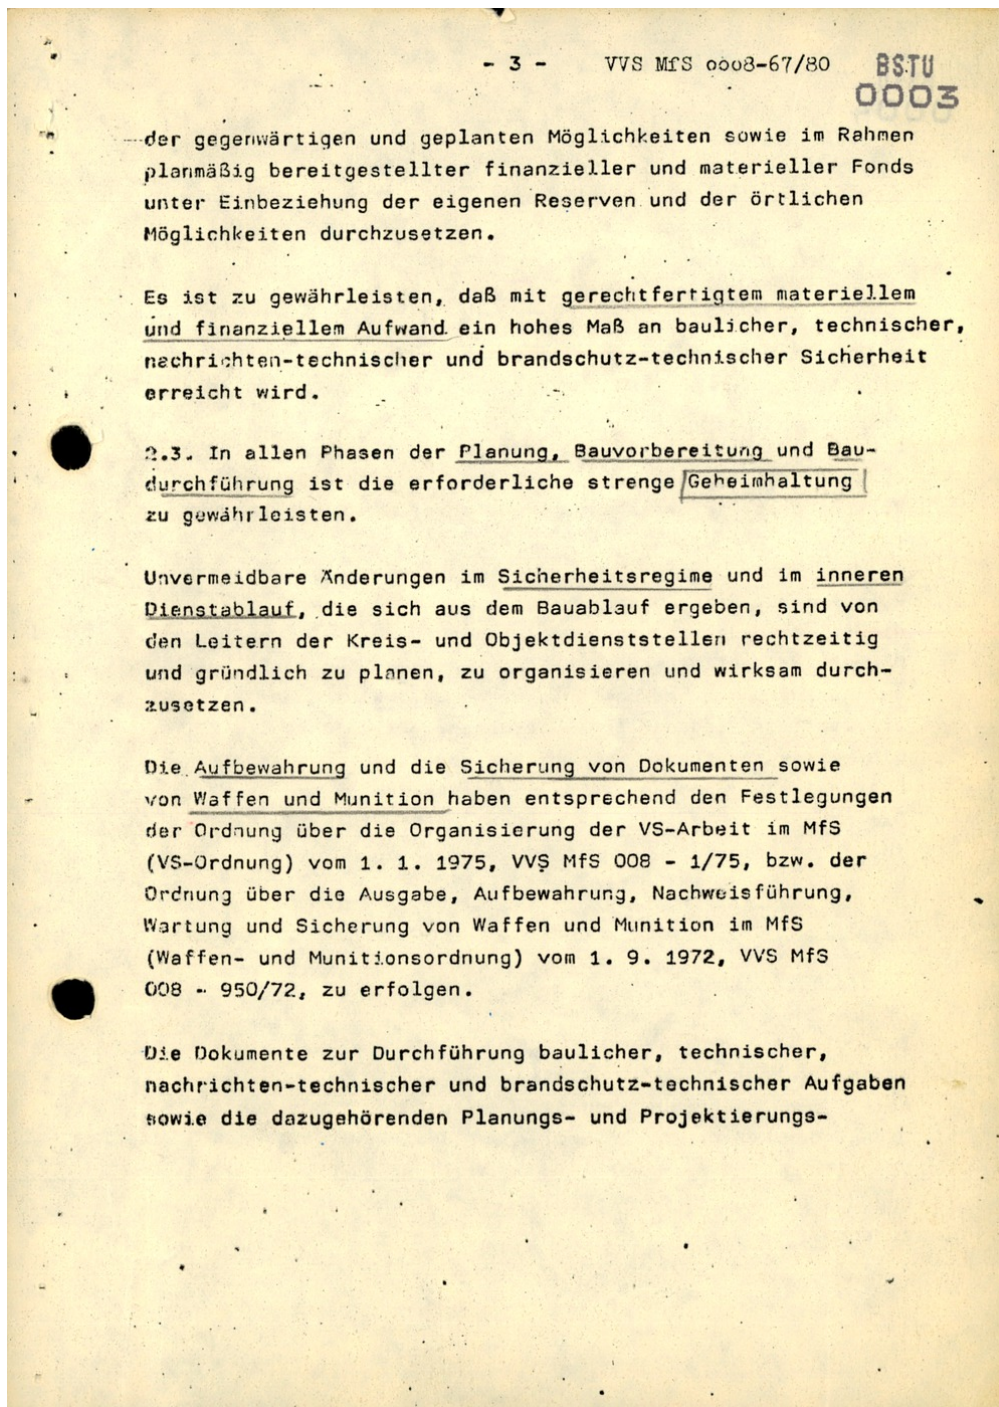 - 3 - VVS MfS 0008-67/80 BSTU
0003
der gegenwärtigen und geplanten Möglichkeiten sowie im Rahmen
planmäßig bereitgestellter finanzieller und materieller Fonds
unter Einbeziehung der eigenen Reserven und der örtlichen
Möglichkeiten durchzusetzen.
Es ist zu gewährleisten, daß mit gerechtfertigtem materiellem
und finanziellem Aufwand ein hohes Maß an baulicher, technischer,
nachrichten-technischer und brandschutz-technischer Sicherheit
erreicht wird.
2.3. In allen Phasen der Planung, Bauvorbereitung und Bau-
durchführung ist die erforderliche strenge Geheimhaltung
zu gewährleisten.
Unvermeidbare Änderungen im Sicherheitsregime und im inneren
Dienstablauf, die sich aus dem Bauablauf ergeben, sind von
den Leitern der Kreis- und Objektdienststellen rechtzeitig
und gründlich zu planen, zu organisieren und wirksam durch-
zusetzen.
Die Aufbewahrung und die Sicherung von Dokumenten sowie
von Waffen und Munition haben entsprechend den Festlegungen
der Ordnung über die Organisierung der VS-Arbeit im MfS
(VS-Ordnung) vom 1. 1. 1975, VVS MfS 008 - 1/75, bzw. der
Ordnung über die Ausgabe, Aufbewahrung, Nachweisführung,
Wartung und Sicherung von Waffen und Munition im MfS
(Waffen- und Munitionsordnung) vom 1. 9. 1972, VVS MfS
008 - 950/72, zu erfolgen.
Die Dokumente zur Durchführung baulicher, technischer,
nachrichten-technischer und brandschutz-technischer Aufgaben
sowie die dazugehörenden Planungs- und Projektierungs-